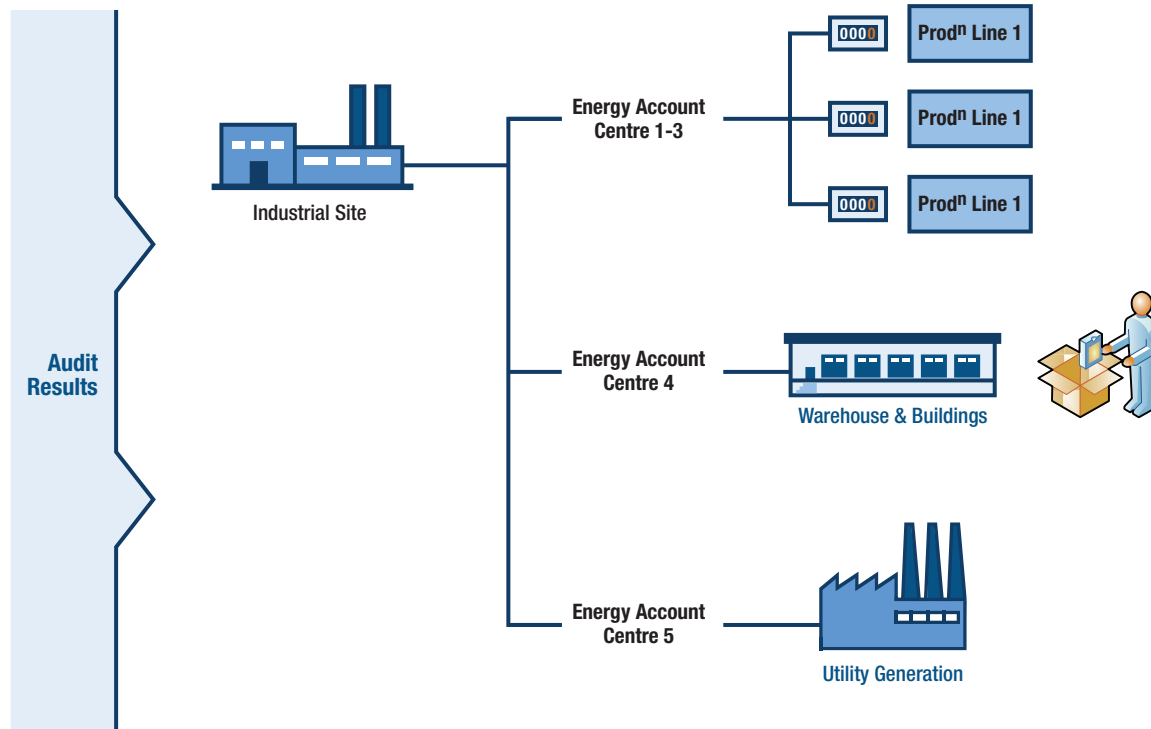 Audit
Results
Industrial Site
Energy Account
Centre 1-3
0000
Prodⁿ Line 1
0000
Prodⁿ Line 1
0000
Prodⁿ Line 1
Energy Account
Centre 4
Warehouse & Buildings
Energy Account
Centre 5
Utility Generation